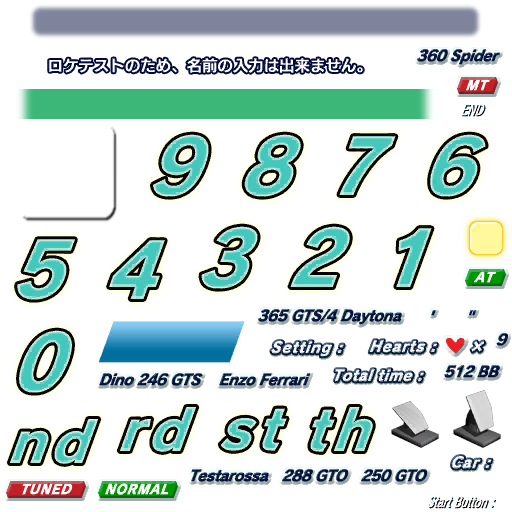 360 Spider
ロケテストのため、名前の入力は出来ません。
MT
END
9 8 7 6
5 4 3 2 1
AT
0
365 GTS/4 Daytona ' "
Setting : Hearts : × 9
Dino 246 GTS Enzo Ferrari Total time : 512 BB
nd rd st th
Car :
Testarossa 288 GTO 250 GTO
TUNED NORMAL
Start Button :